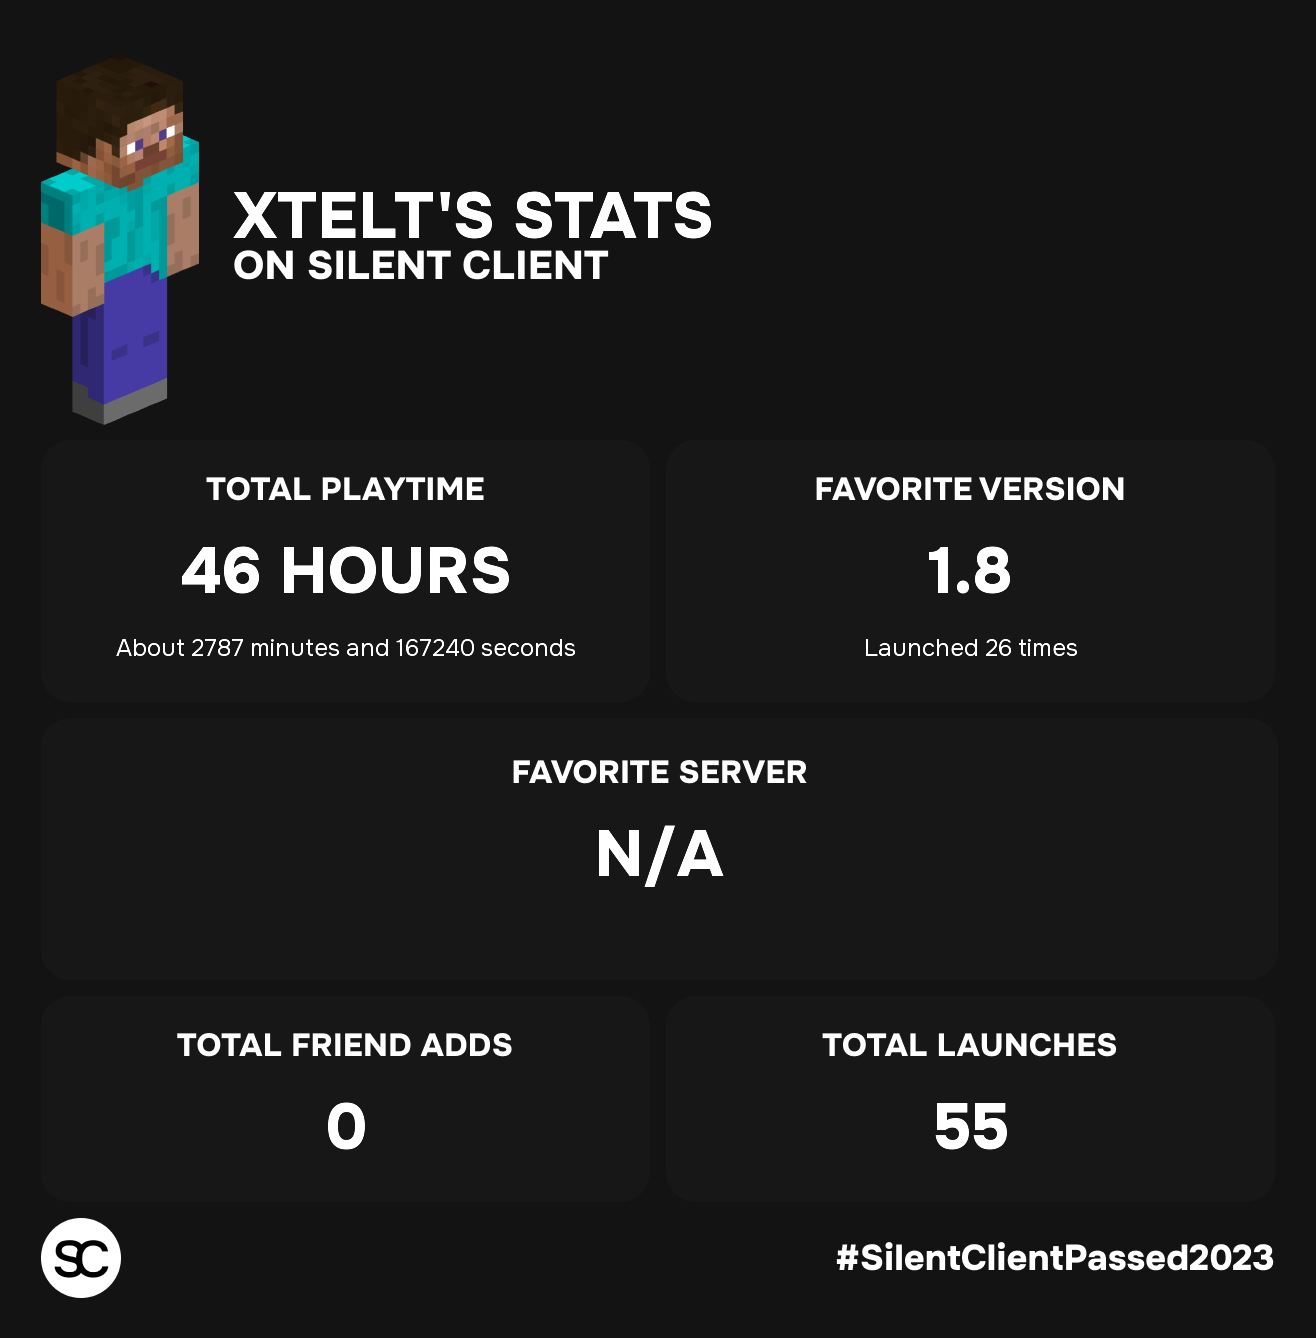 XTELT'S STATS
ON SILENT CLIENT
TOTAL PLAYTIME
46 HOURS
About 2787 minutes and 167240 seconds
FAVORITE VERSION
1.8
Launched 26 times
FAVORITE SERVER
N/A
TOTAL FRIEND ADDS
0
TOTAL LAUNCHES
55
SC
#SilentClientPassed2023